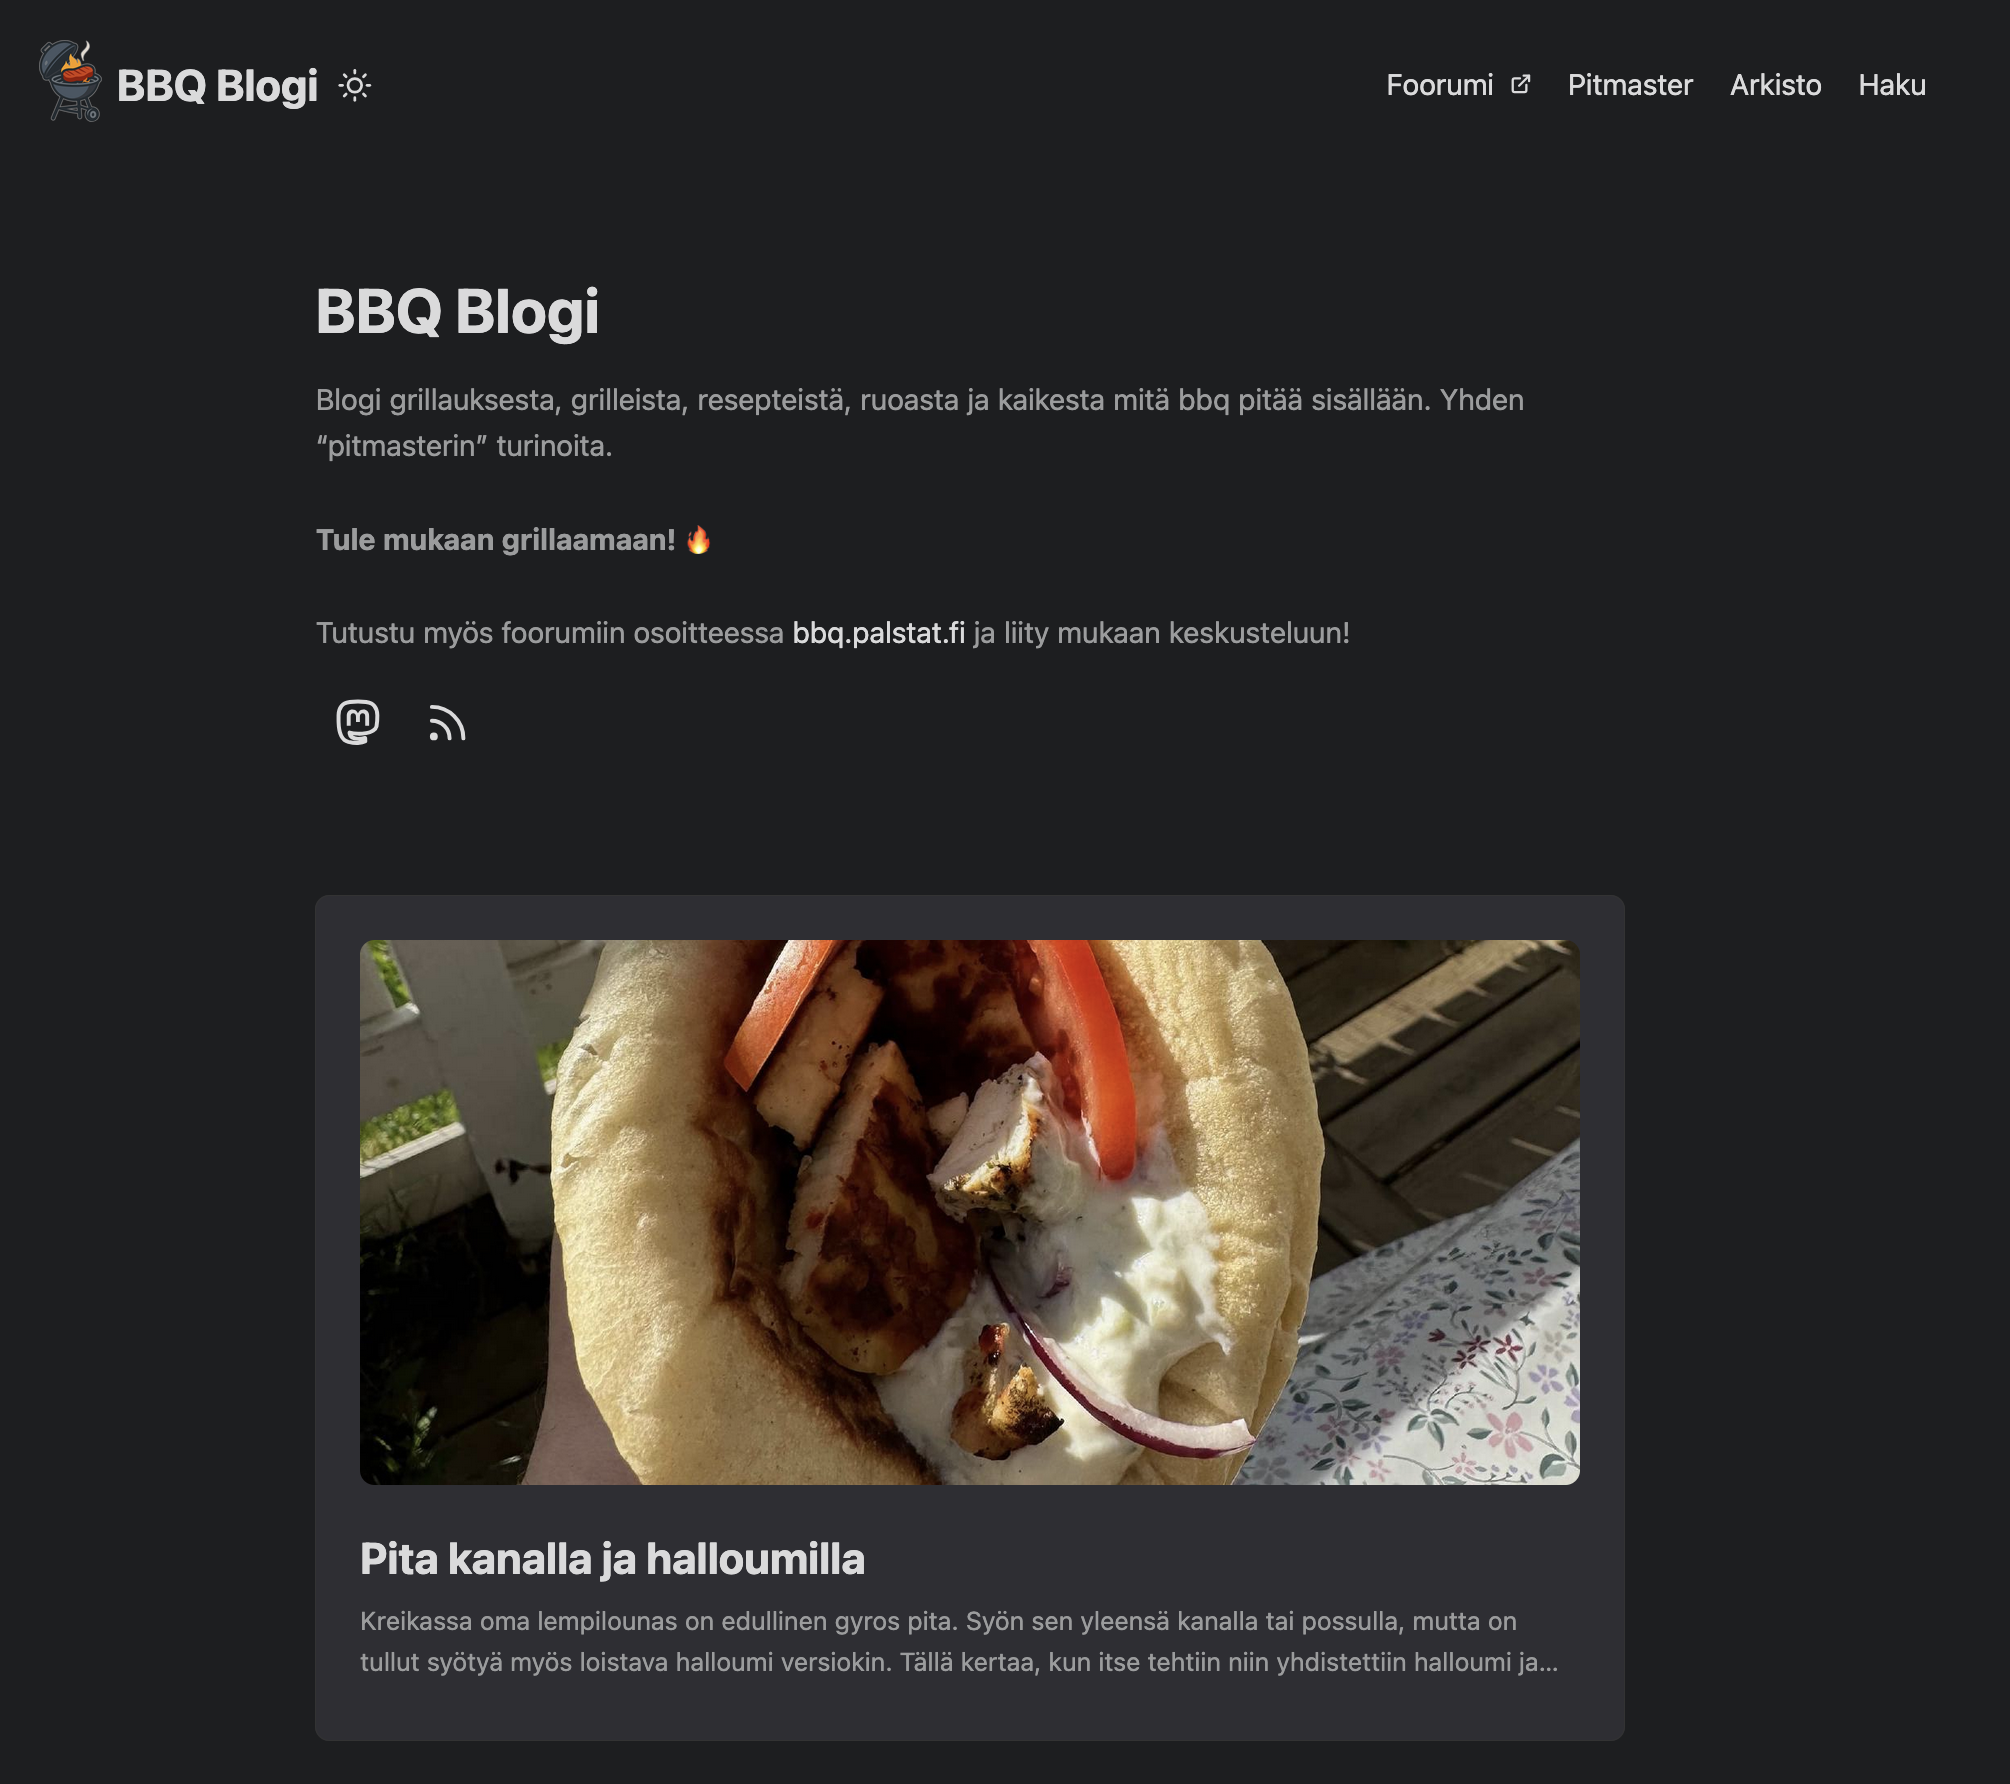 BBQ Blogi
Foorumi
Pitmaster
Arkisto
Haku
BBQ Blogi
Blogi grillauksesta, grilleista, resepteistä, ruoasta ja kaikesta mitä bbq pitää sisällään. Yhden
“pitmasterin” turinoita.
Tule mukaan grillaamaan! 🔥
Tutustu myös foorumiin osoitteessa bbq.palstat.fi ja liity mukaan keskusteluun!
Pita kanalla ja halloumilla
Kreikassa oma lempilounas on edullinen gyros pita. Syön sen yleensä kanalla tai possulla, mutta on
tullut syötyä myös loistava halloumi versiokin. Tällä kertaa, kun itse tehtiin niin yhdistettiin halloumi ja...